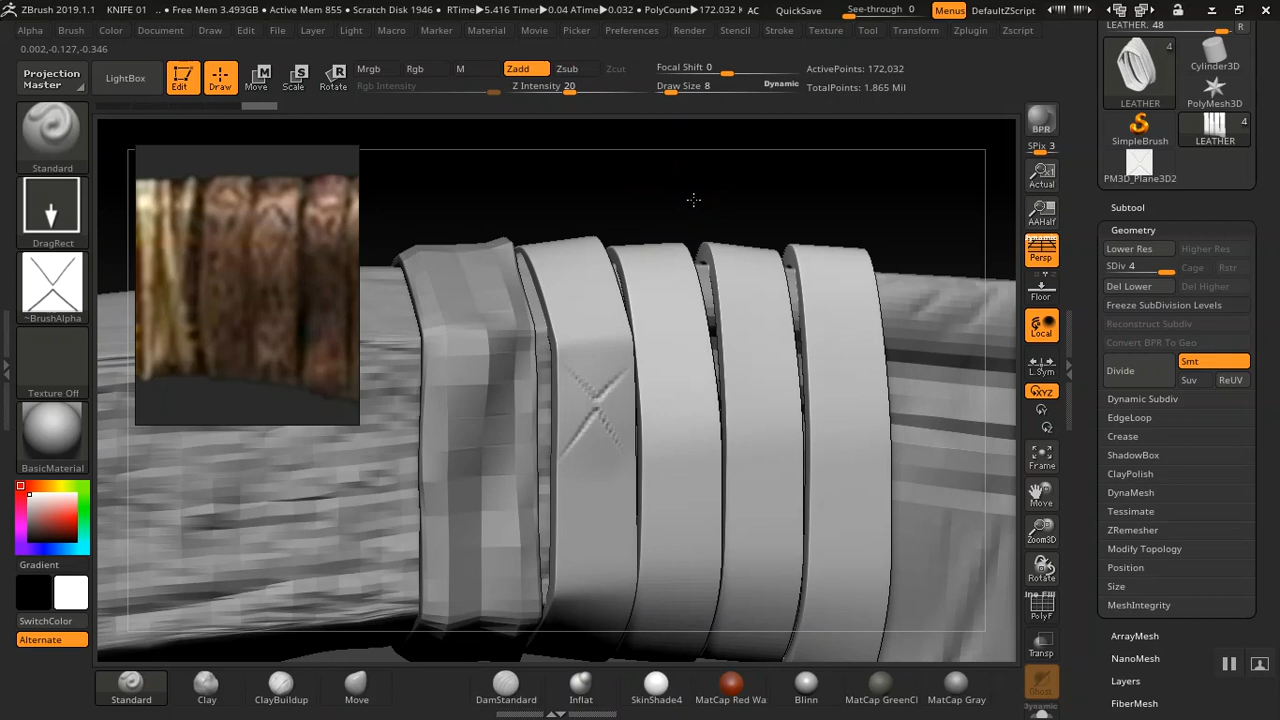 ZBrush 2019.1.1 KNIFE 01 .. • Free Mem 3.493GB • Active Mem 855 • Scratch Disk 1946 • RTime▸5.416 Timer▸0.04 ATime▸0.032 • PolyCount▸172.032 K AC QuickSave See-through 0 Menus DefaultZScript
Alpha Brush Color Document Draw Edit File Layer Light Macro Marker Material Movie Picker Preferences Render Stencil Stroke Texture Tool Transform Zplugin Zscript
0.002,-0.127,-0.346
Projection Master LightBox Edit Draw Move Scale Rotate
Mrgb Rgb M Zadd Zsub Zcut Focal Shift 0 ActivePoints: 172,032
Rgb Intensity Z Intensity 20 Draw Size 8 Dynamic TotalPoints: 1.865 Mil
Standard
DragRect
~BrushAlpha
Texture Off
BasicMaterial
Gradient
SwitchColor
Alternate
BPR
SPix 3
Actual
AAHalf
Dynamic
Persp
Floor
Local
L.Sym
XYZ
Frame
Move
Zoom3D
Rotate
Line Fill
PolyF
Transp
Ghost
Dynamic
LEATHER. 48 R
4
LEATHER
Cylinder3D
PolyMesh3D
SimpleBrush
4
LEATHER
PM3D_Plane3D2
Subtool
Geometry
Lower Res Higher Res
SDiv 4 Cage Rstr
Del Lower Del Higher
Freeze SubDivision Levels
Reconstruct Subdiv
Convert BPR To Geo
Divide Smt
Suv ReUV
Dynamic Subdiv
EdgeLoop
Crease
ShadowBox
ClayPolish
DynaMesh
Tessimate
ZRemesher
Modify Topology
Position
Size
MeshIntegrity
ArrayMesh
NanoMesh
Layers
FiberMesh
Standard Clay ClayBuildup Move DamStandard Inflat SkinShade4 MatCap Red Wa Blinn MatCap GreenCl MatCap Gray